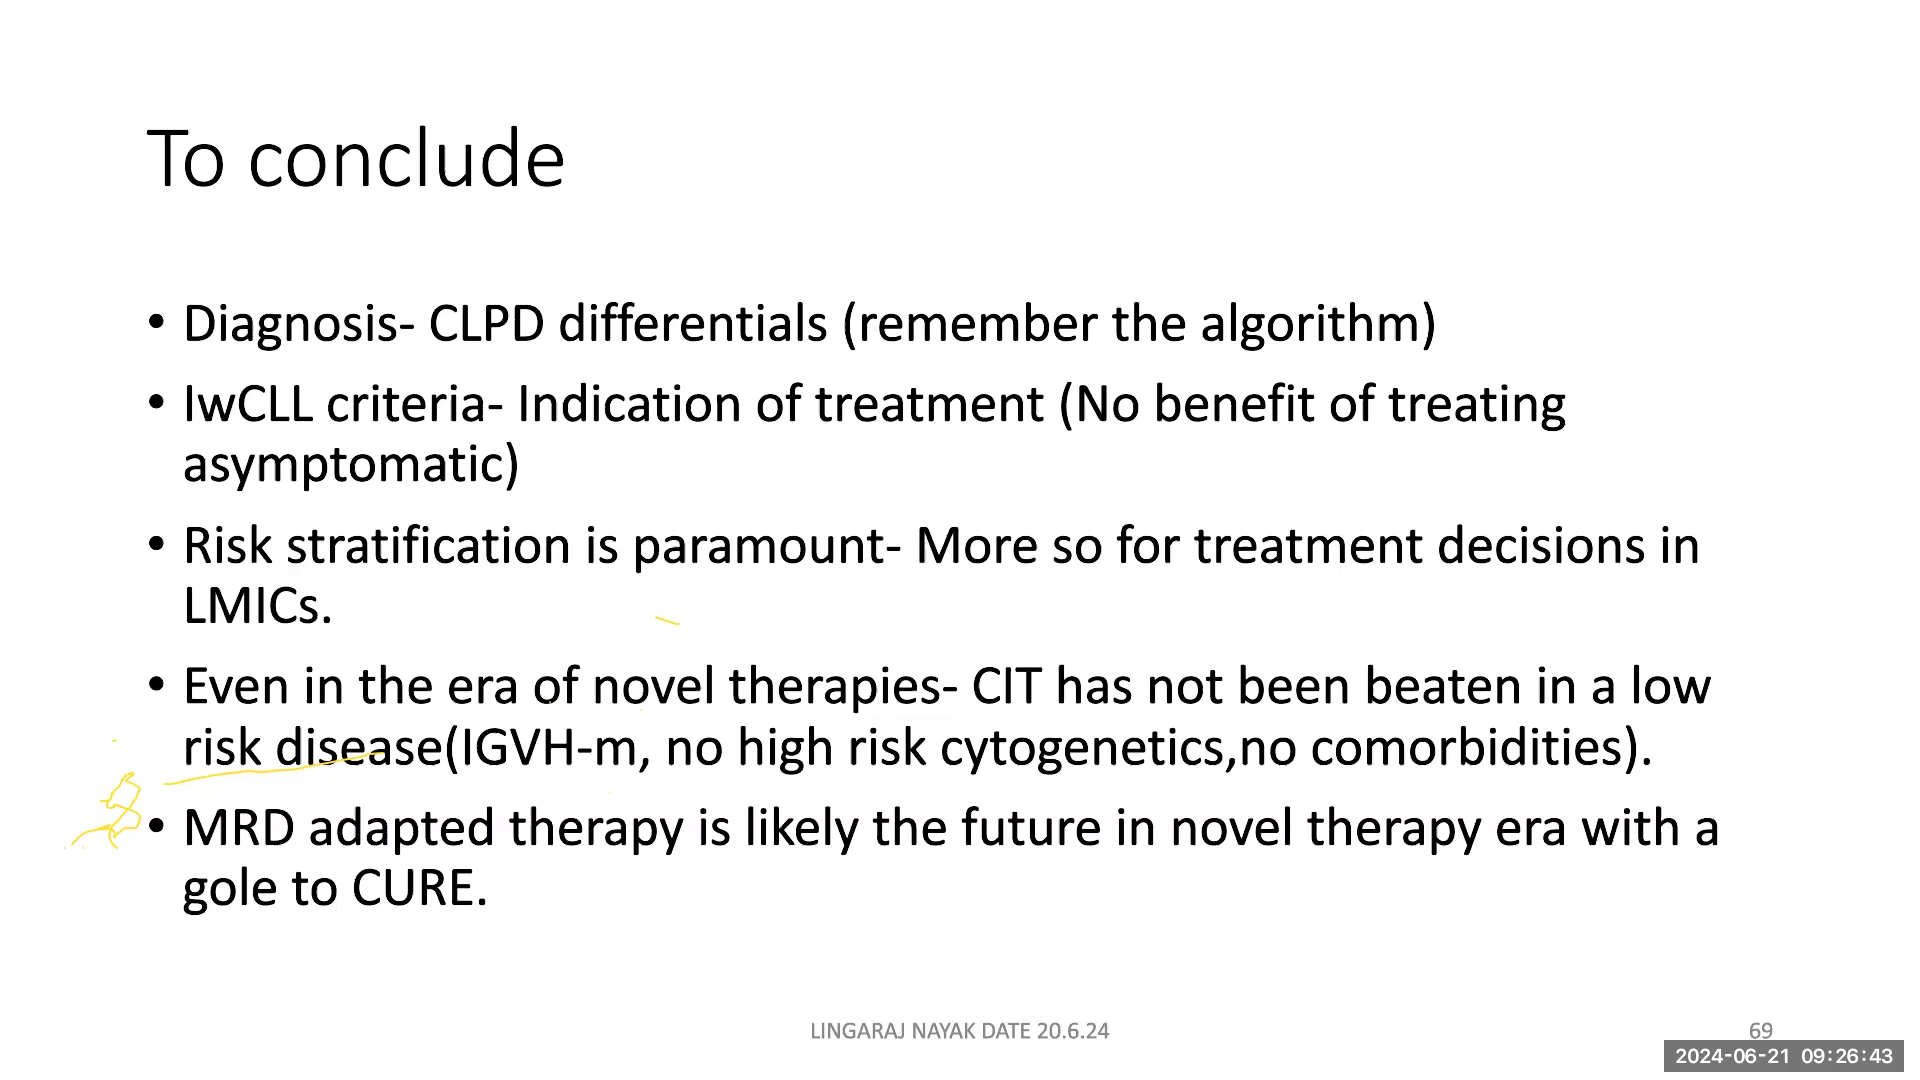 To conclude
• Diagnosis- CLPD differentials (remember the algorithm)
• IwCLL criteria- Indication of treatment (No benefit of treating
asymptomatic)
• Risk stratification is paramount- More so for treatment decisions in
LMICs.
• Even in the era of novel therapies- CIT has not been beaten in a low
risk disease(IGVH-m, no high risk cytogenetics,no comorbidities).
• MRD adapted therapy is likely the future in novel therapy era with a
gole to CURE.
LINGARAJ NAYAK DATE 20.6.24
69
2024-06-21 09:26:43